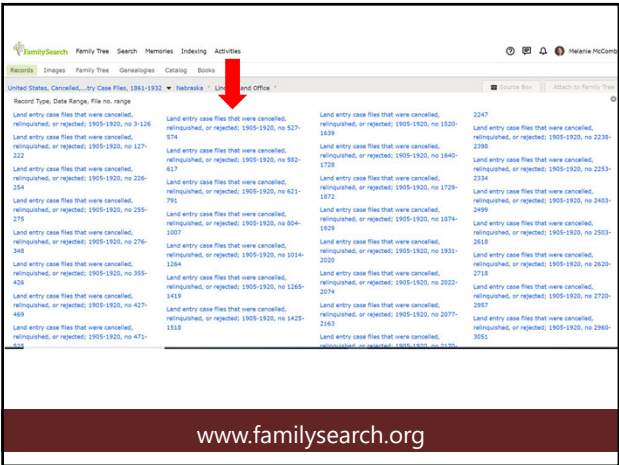 FamilySearch Family Tree Search Memories Indexing Activities Melanie McComb
Records Images Family Tree Genealogies Catalog Books
United States, Cancelled,...try Case Files, 1861-1932 Nebraska and Office
Source Box Attach to Family Tree
Record Type, Date Range, File no. range
Land entry case files that were cancelled,
relinquished, or rejected; 1905-1920, no 3-126
Land entry case files that were cancelled,
relinquished, or rejected; 1905-1920, no 127-
222
Land entry case files that were cancelled,
relinquished, or rejected; 1905-1920, no 226-
254
Land entry case files that were cancelled,
relinquished, or rejected; 1905-1920, no 255-
275
Land entry case files that were cancelled,
relinquished, or rejected; 1905-1920, no 276-
348
Land entry case files that were cancelled,
relinquished, or rejected; 1905-1920, no 355-
426
Land entry case files that were cancelled,
relinquished, or rejected; 1905-1920, no 427-
469
Land entry case files that were cancelled,
relinquished, or rejected; 1905-1920, no 471-
525
Land entry case files that were cancelled,
relinquished, or rejected; 1905-1920, no 527-
574
Land entry case files that were cancelled,
relinquished, or rejected; 1905-1920, no 582-
617
Land entry case files that were cancelled,
relinquished, or rejected; 1905-1920, no 621-
791
Land entry case files that were cancelled,
relinquished, or rejected; 1905-1920, no 804-
1007
Land entry case files that were cancelled,
relinquished, or rejected; 1905-1920, no 1014-
1264
Land entry case files that were cancelled,
relinquished, or rejected; 1905-1920, no 1265-
1419
Land entry case files that were cancelled,
relinquished, or rejected; 1905-1920, no 1425-
1518
Land entry case files that were cancelled,
relinquished, or rejected; 1905-1920, no 1520-
1639
Land entry case files that were cancelled,
relinquished, or rejected; 1905-1920, no 1640-
1728
Land entry case files that were cancelled,
relinquished, or rejected; 1905-1920, no 1729-
1872
Land entry case files that were cancelled,
relinquished, or rejected; 1905-1920, no 1874-
1929
Land entry case files that were cancelled,
relinquished, or rejected; 1905-1920, no 1931-
2020
Land entry case files that were cancelled,
relinquished, or rejected; 1905-1920, no 2022-
2074
Land entry case files that were cancelled,
relinquished, or rejected; 1905-1920, no 2077-
2163
Land entry case files that were cancelled,
relinquished, or rejected; 1905-1920, no 2170-
2247
Land entry case files that were cancelled,
relinquished, or rejected; 1905-1920, no 2238-
2398
Land entry case files that were cancelled,
relinquished, or rejected; 1905-1920, no 2253-
2334
Land entry case files that were cancelled,
relinquished, or rejected; 1905-1920, no 2403-
2499
Land entry case files that were cancelled,
relinquished, or rejected; 1905-1920, no 2503-
2618
Land entry case files that were cancelled,
relinquished, or rejected; 1905-1920, no 2620-
2718
Land entry case files that were cancelled,
relinquished, or rejected; 1905-1920, no 2720-
2957
Land entry case files that were cancelled,
relinquished, or rejected; 1905-1920, no 2960-
3051
www.familysearch.org